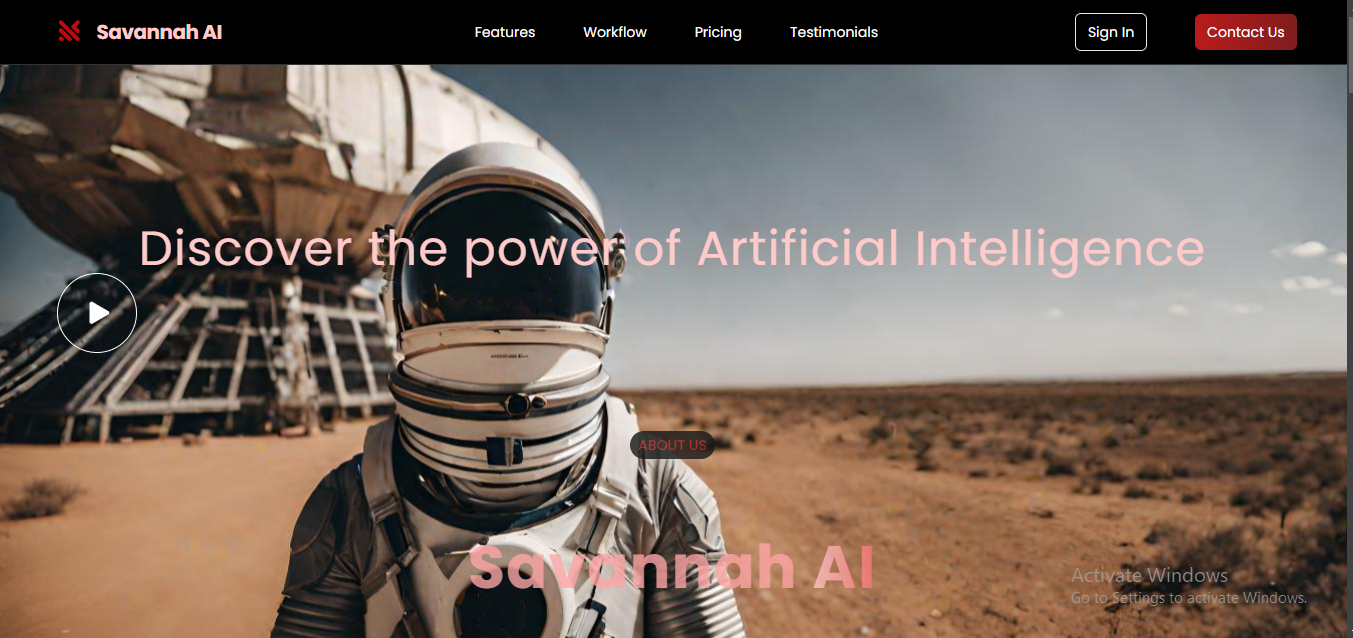 Savannah AI
Features
Workflow
Pricing
Testimonials
Sign In
Contact Us
Discover the power of Artificial Intelligence
ABOUT US
Savannah AI
Activate Windows
Go to Settings to activate Windows.